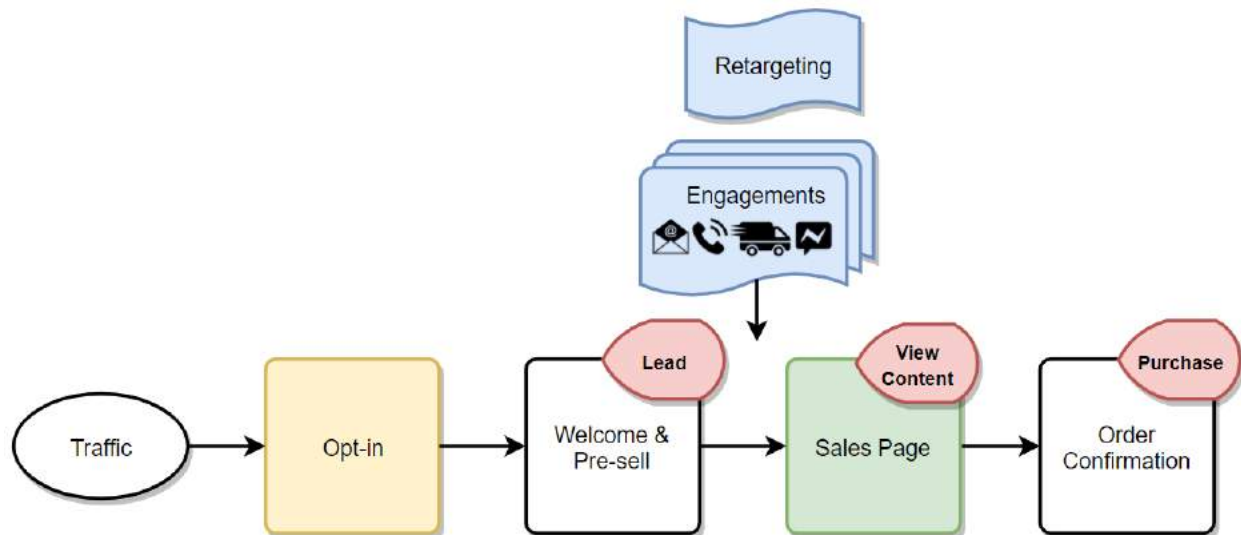 Retargeting
Engagements
@
Lead
View
Content
Purchase
Traffic
Opt-in
Welcome &
Pre-sell
Sales Page
Order
Confirmation